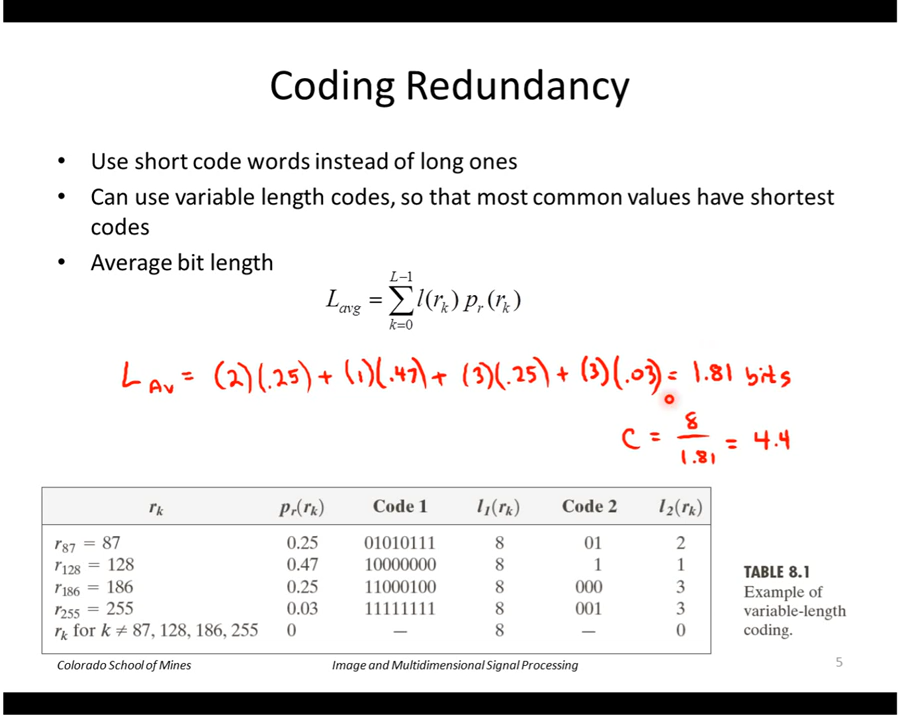 Coding Redundancy
• Use short code words instead of long ones
• Can use variable length codes, so that most common values have shortest
codes
• Average bit length
L_avg = ∑_{k=0}^{L−1} l(r_k) p_r(r_k)
L_Av = (2)(.25) + (1)(.47) + (3)(.25) + (3)(.03) = 1.81 bits
C = 8/1.81 = 4.4
r_k p_r(r_k) Code 1 l_1(r_k) Code 2 l_2(r_k)
r_87 = 87 0.25 01010111 8 01 2
r_128 = 128 0.47 10000000 8 1 1
r_186 = 186 0.25 11000100 8 000 3
r_255 = 255 0.03 11111111 8 001 3
r_k for k ≠ 87, 128, 186, 255 0 — 8 — 0
TABLE 8.1
Example of
variable-length
coding.
Colorado School of Mines Image and Multidimensional Signal Processing 5